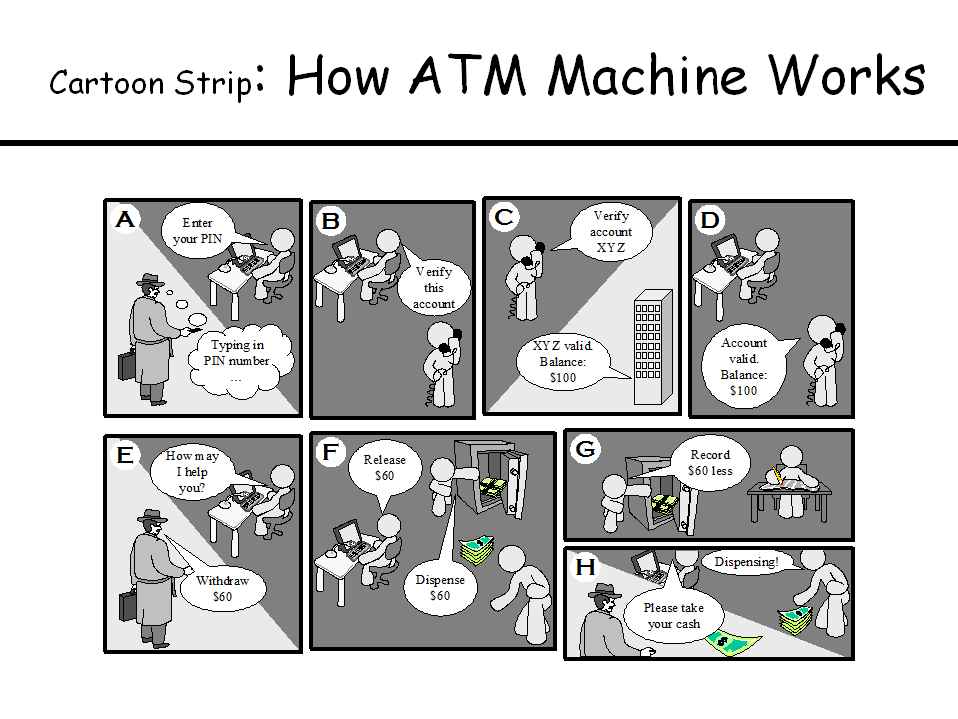 Cartoon Strip: How ATM Machine Works
A
Enter
your PIN
Typing in
PIN number
...
B
Verify
this
account
C
Verify
account
XYZ
XYZ valid.
Balance:
$100
D
Account
valid.
Balance:
$100
E
How may
I help
you?
Withdraw
$60
F
Release
$60
Dispense
$60
G
Record
$60 less
H
Dispensing!
Please take
your cash